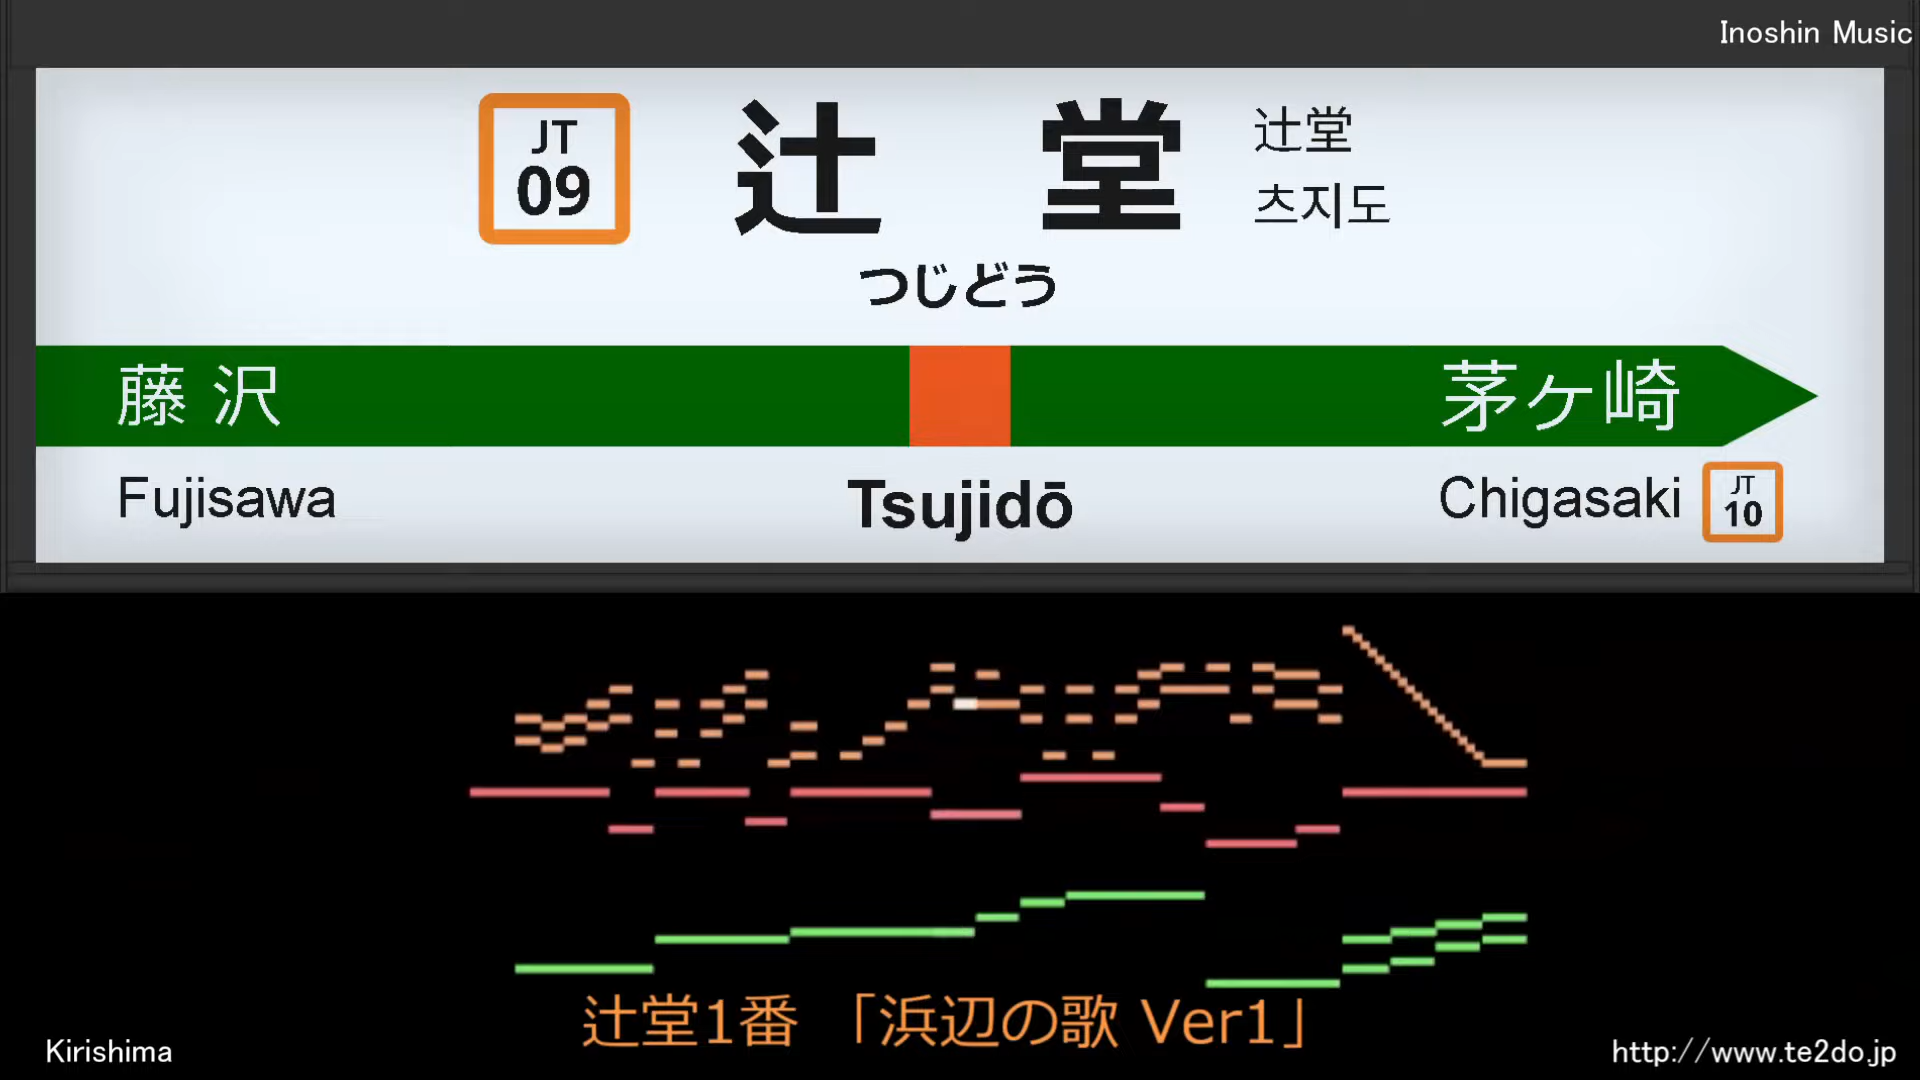 Inoshin Music
JT
09
辻堂
辻堂
츠지도
つじどう
藤沢
茅ケ崎
Fujisawa
Tsujidō
Chigasaki
JT
10
辻堂1番 「浜辺の歌 Ver1」
Kirishima
http://www.te2do.jp